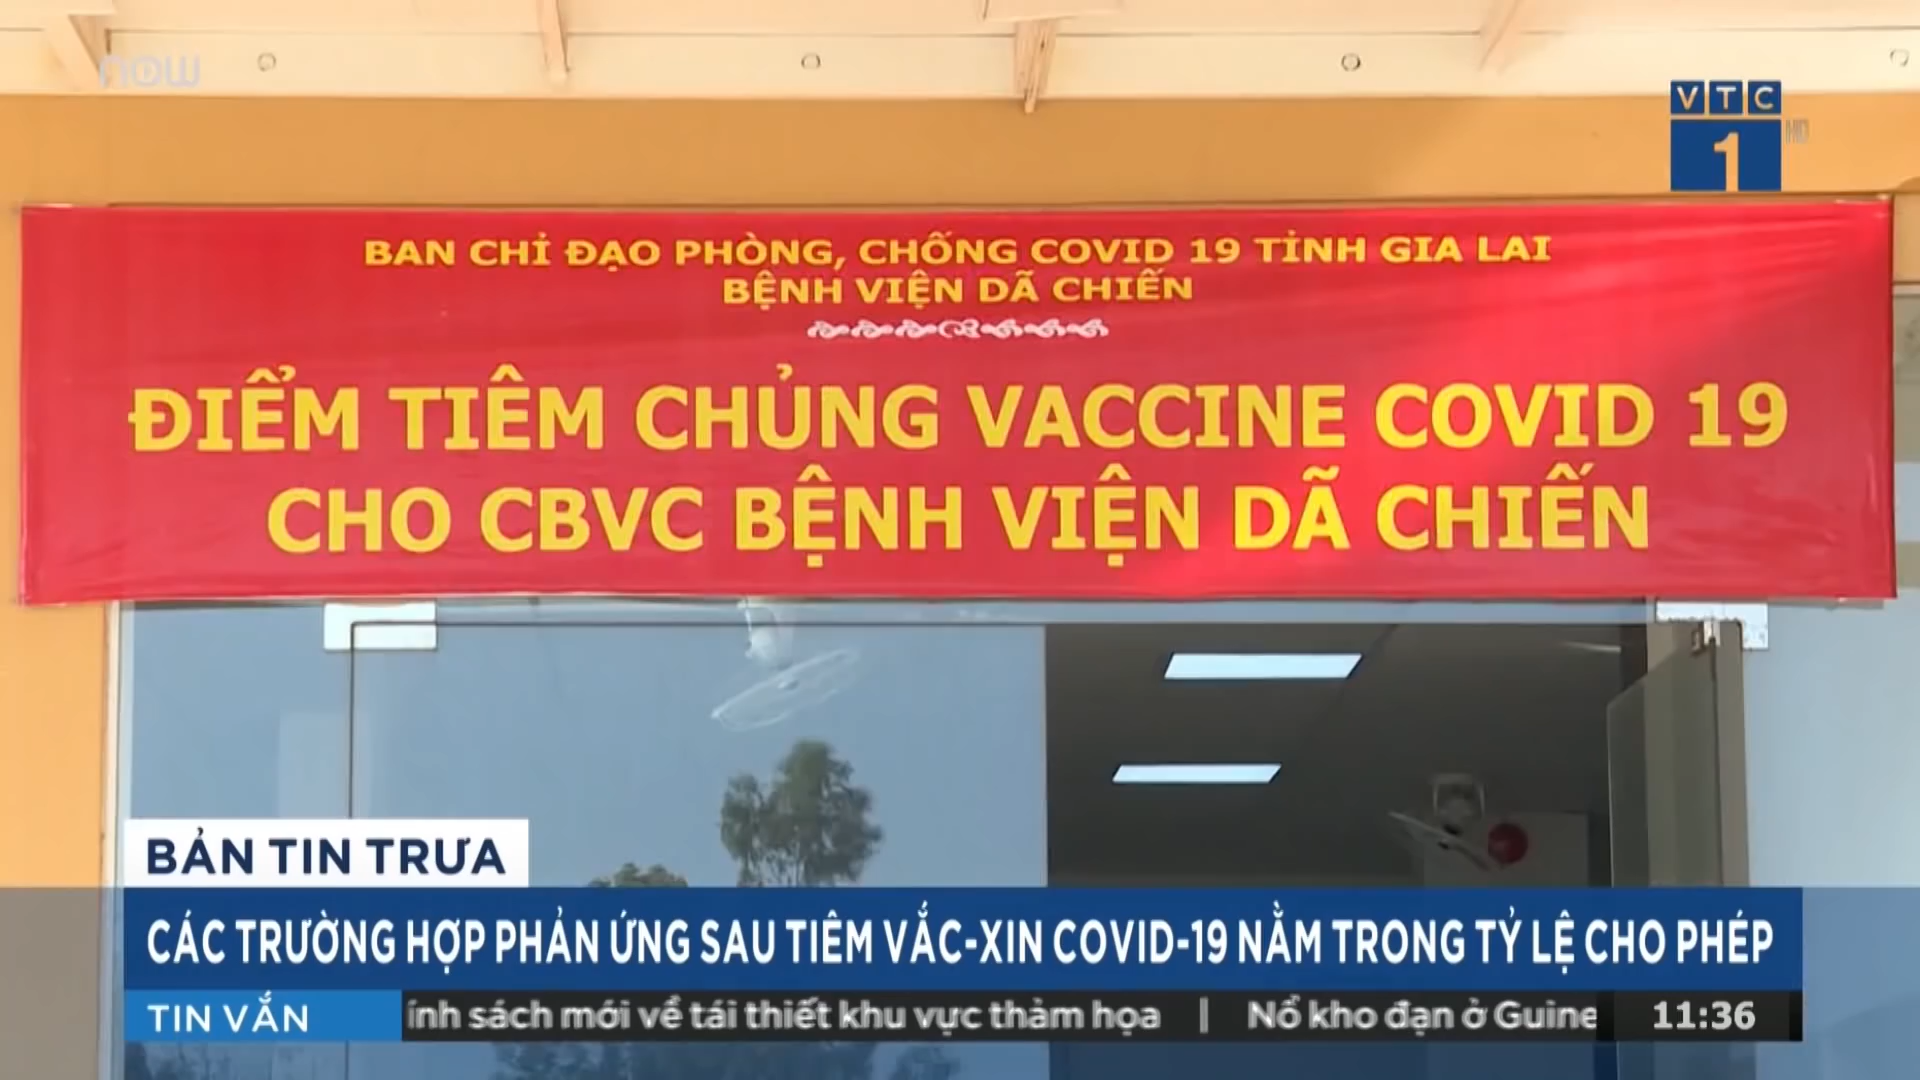 now
VTC
1 HD
BAN CHỈ ĐẠO PHÒNG, CHỐNG COVID 19 TỈNH GIA LAI
BỆNH VIỆN DÃ CHIẾN
ĐIỂM TIÊM CHỦNG VACCINE COVID 19
CHO CBVC BỆNH VIỆN DÃ CHIẾN
BẢN TIN TRƯA
CÁC TRƯỜNG HỢP PHẢN ỨNG SAU TIÊM VẮC-XIN COVID-19 NẰM TRONG TỶ LỆ CHO PHÉP
TIN VẮN ính sách mới về tái thiết khu vực thảm họa | Nổ kho đạn ở Guine 11:36